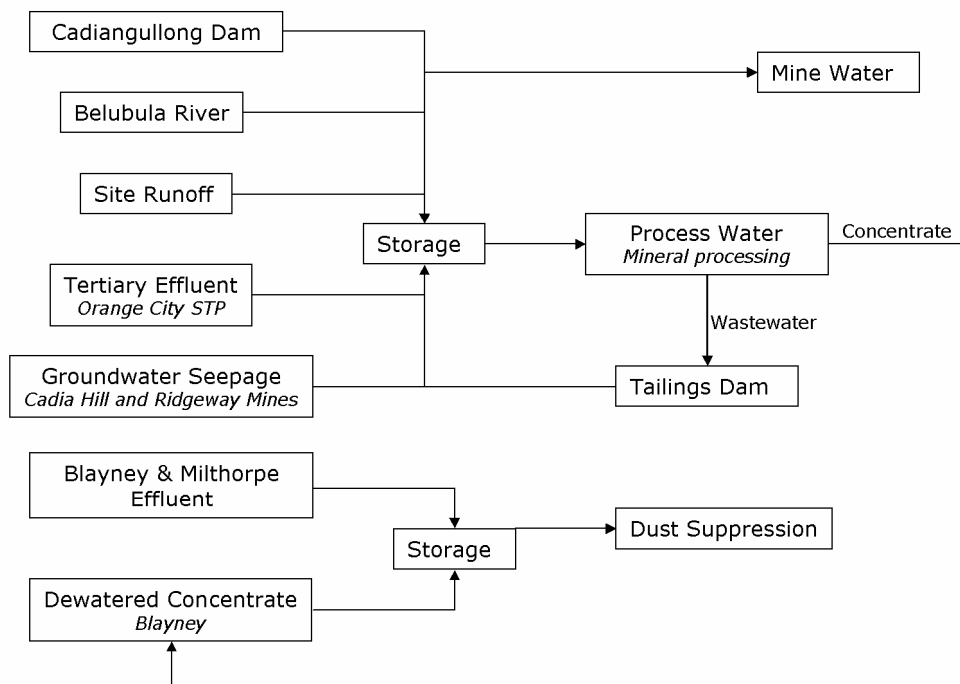 Cadiangullong Dam
Mine Water
Belubula River
Site Runoff
Storage
Process Water
Mineral processing
Concentrate
Tertiary Effluent
Orange City STP
Wastewater
Groundwater Seepage
Cadia Hill and Ridgeway Mines
Tailings Dam
Blayney & Milthorpe
Effluent
Storage
Dust Suppression
Dewatered Concentrate
Blayney